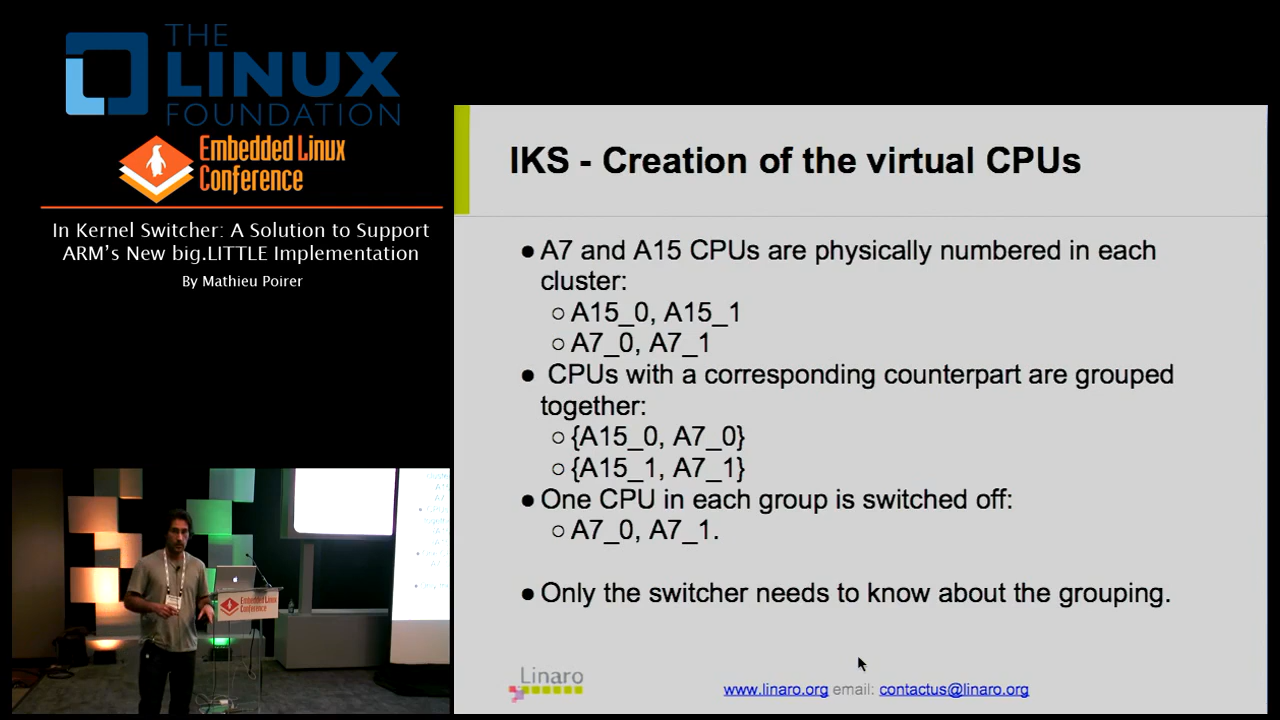 THE
LINUX
FOUNDATION
Embedded Linux
Conference
In Kernel Switcher: A Solution to Support
ARM's New big.LITTLE Implementation
By Mathieu Poirer
IKS - Creation of the virtual CPUs
● A7 and A15 CPUs are physically numbered in each
cluster:
○ A15_0, A15_1
○ A7_0, A7_1
● CPUs with a corresponding counterpart are grouped
together:
○ {A15_0, A7_0}
○ {A15_1, A7_1}
● One CPU in each group is switched off:
○ A7_0, A7_1.
● Only the switcher needs to know about the grouping.
Linaro
www.linaro.org email: contactus@linaro.org
Embedded Linux
Conference